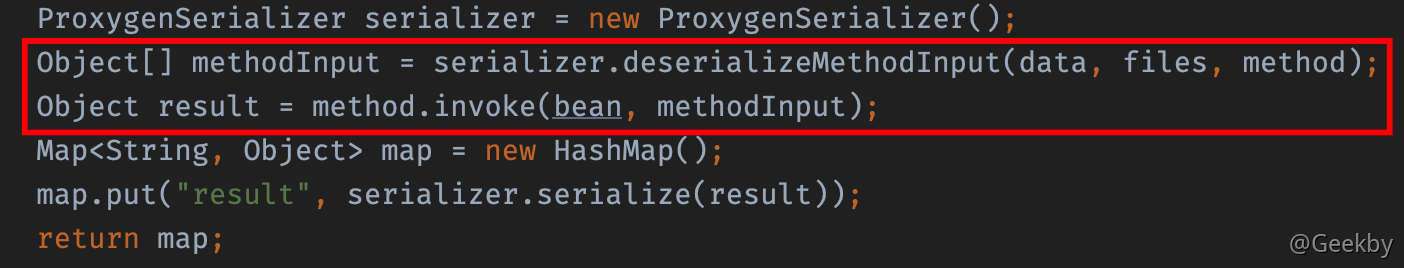 ProxygenSerializer serializer = new ProxygenSerializer();
Object[] methodInput = serializer.deserializeMethodInput(data, files, method);
Object result = method.invoke(bean, methodInput);
Map<String, Object> map = new HashMap();
map.put("result", serializer.serialize(result));
return map;
@Geekby